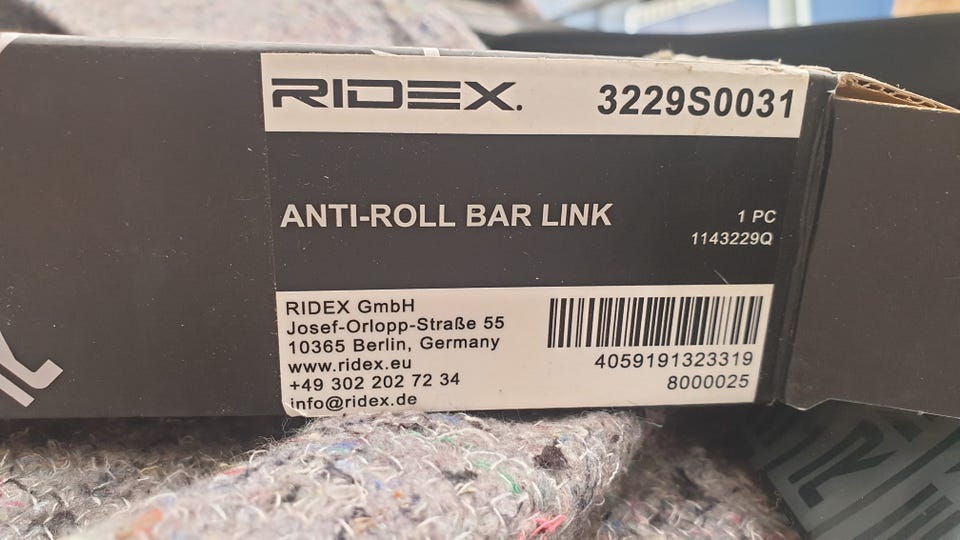 RIDEX. 3229S0031
ANTI-ROLL BAR LINK
1 PC
1143229Q
RIDEX GmbH
Josef-Orlopp-Straße 55
10365 Berlin, Germany
www.ridex.eu
+49 302 202 72 34
info@ridex.de
4059191323319
8000025